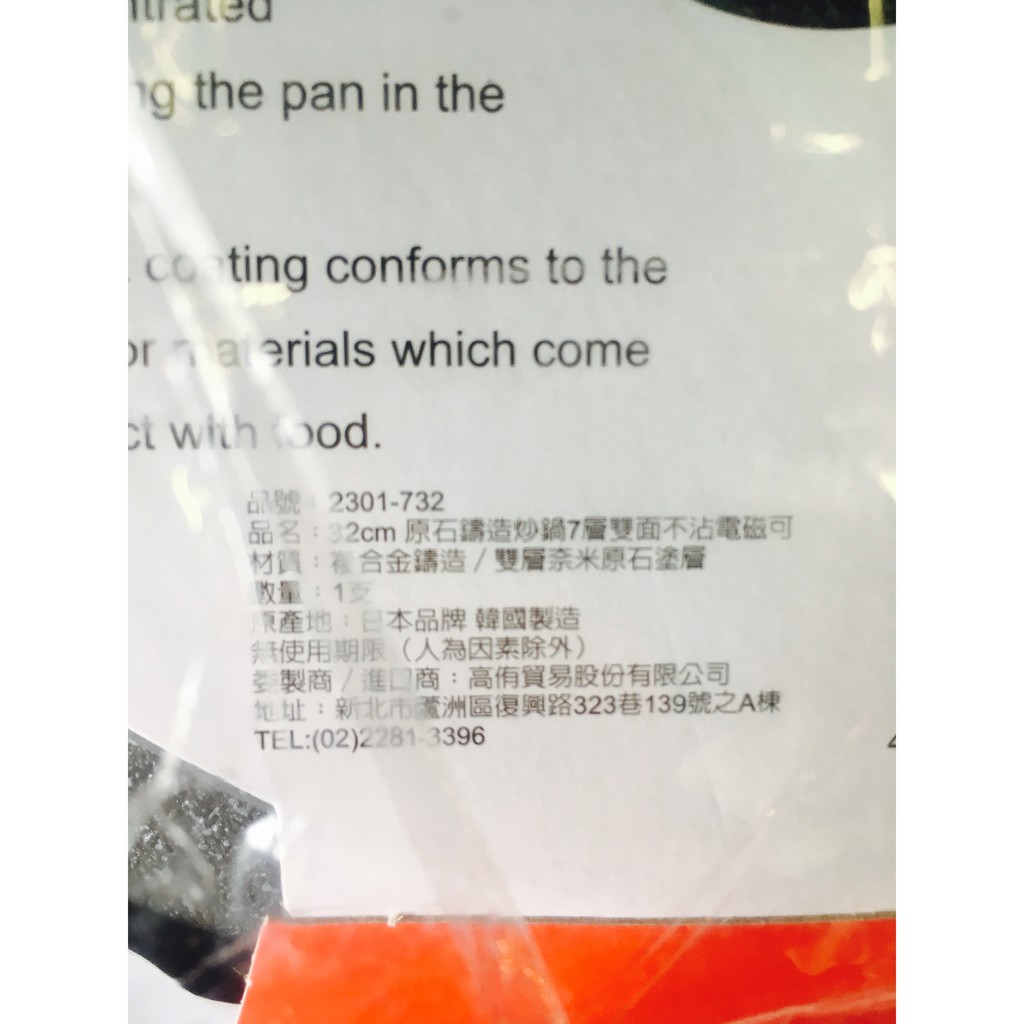 ntrated
ng the pan in the
coating conforms to the
or materials which come
ct with food.
品號：2301-732
品名：32cm 原石鑄造炒鍋7層雙面不沾電磁可
材質：複合金鑄造 / 雙層奈米原石塗層
數量：1支
原產地：日本品牌 韓國製造
無使用期限（人為因素除外）
委製商 / 進口商：高侑貿易股份有限公司
地址：新北市蘆洲區復興路323巷139號之A棟
TEL:(02)2281-3396